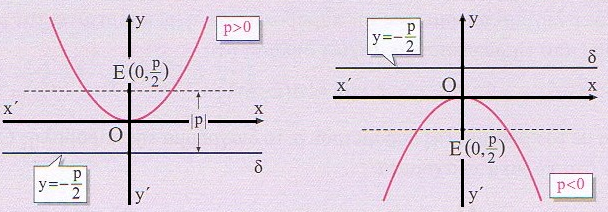 y
p>0
E(0,p/2)
x´
x
|p|
O
y=-p/2
δ
y´
y
y=-p/2
δ
x´
O
x
E(0,p/2)
y´
p<0